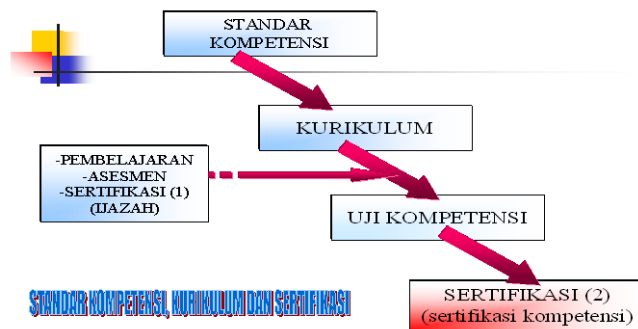 STANDAR
KOMPETENSI
KURIKULUM
-PEMBELAJARAN
-ASESMEN
-SERTIFIKASI (1)
(IJAZAH)
UJI KOMPETENSI
SERTIFIKASI (2)
(sertifikasi kompetensi)
STANDAR KOMPETENSI, KURIKULUM DAN SERTIFIKASI